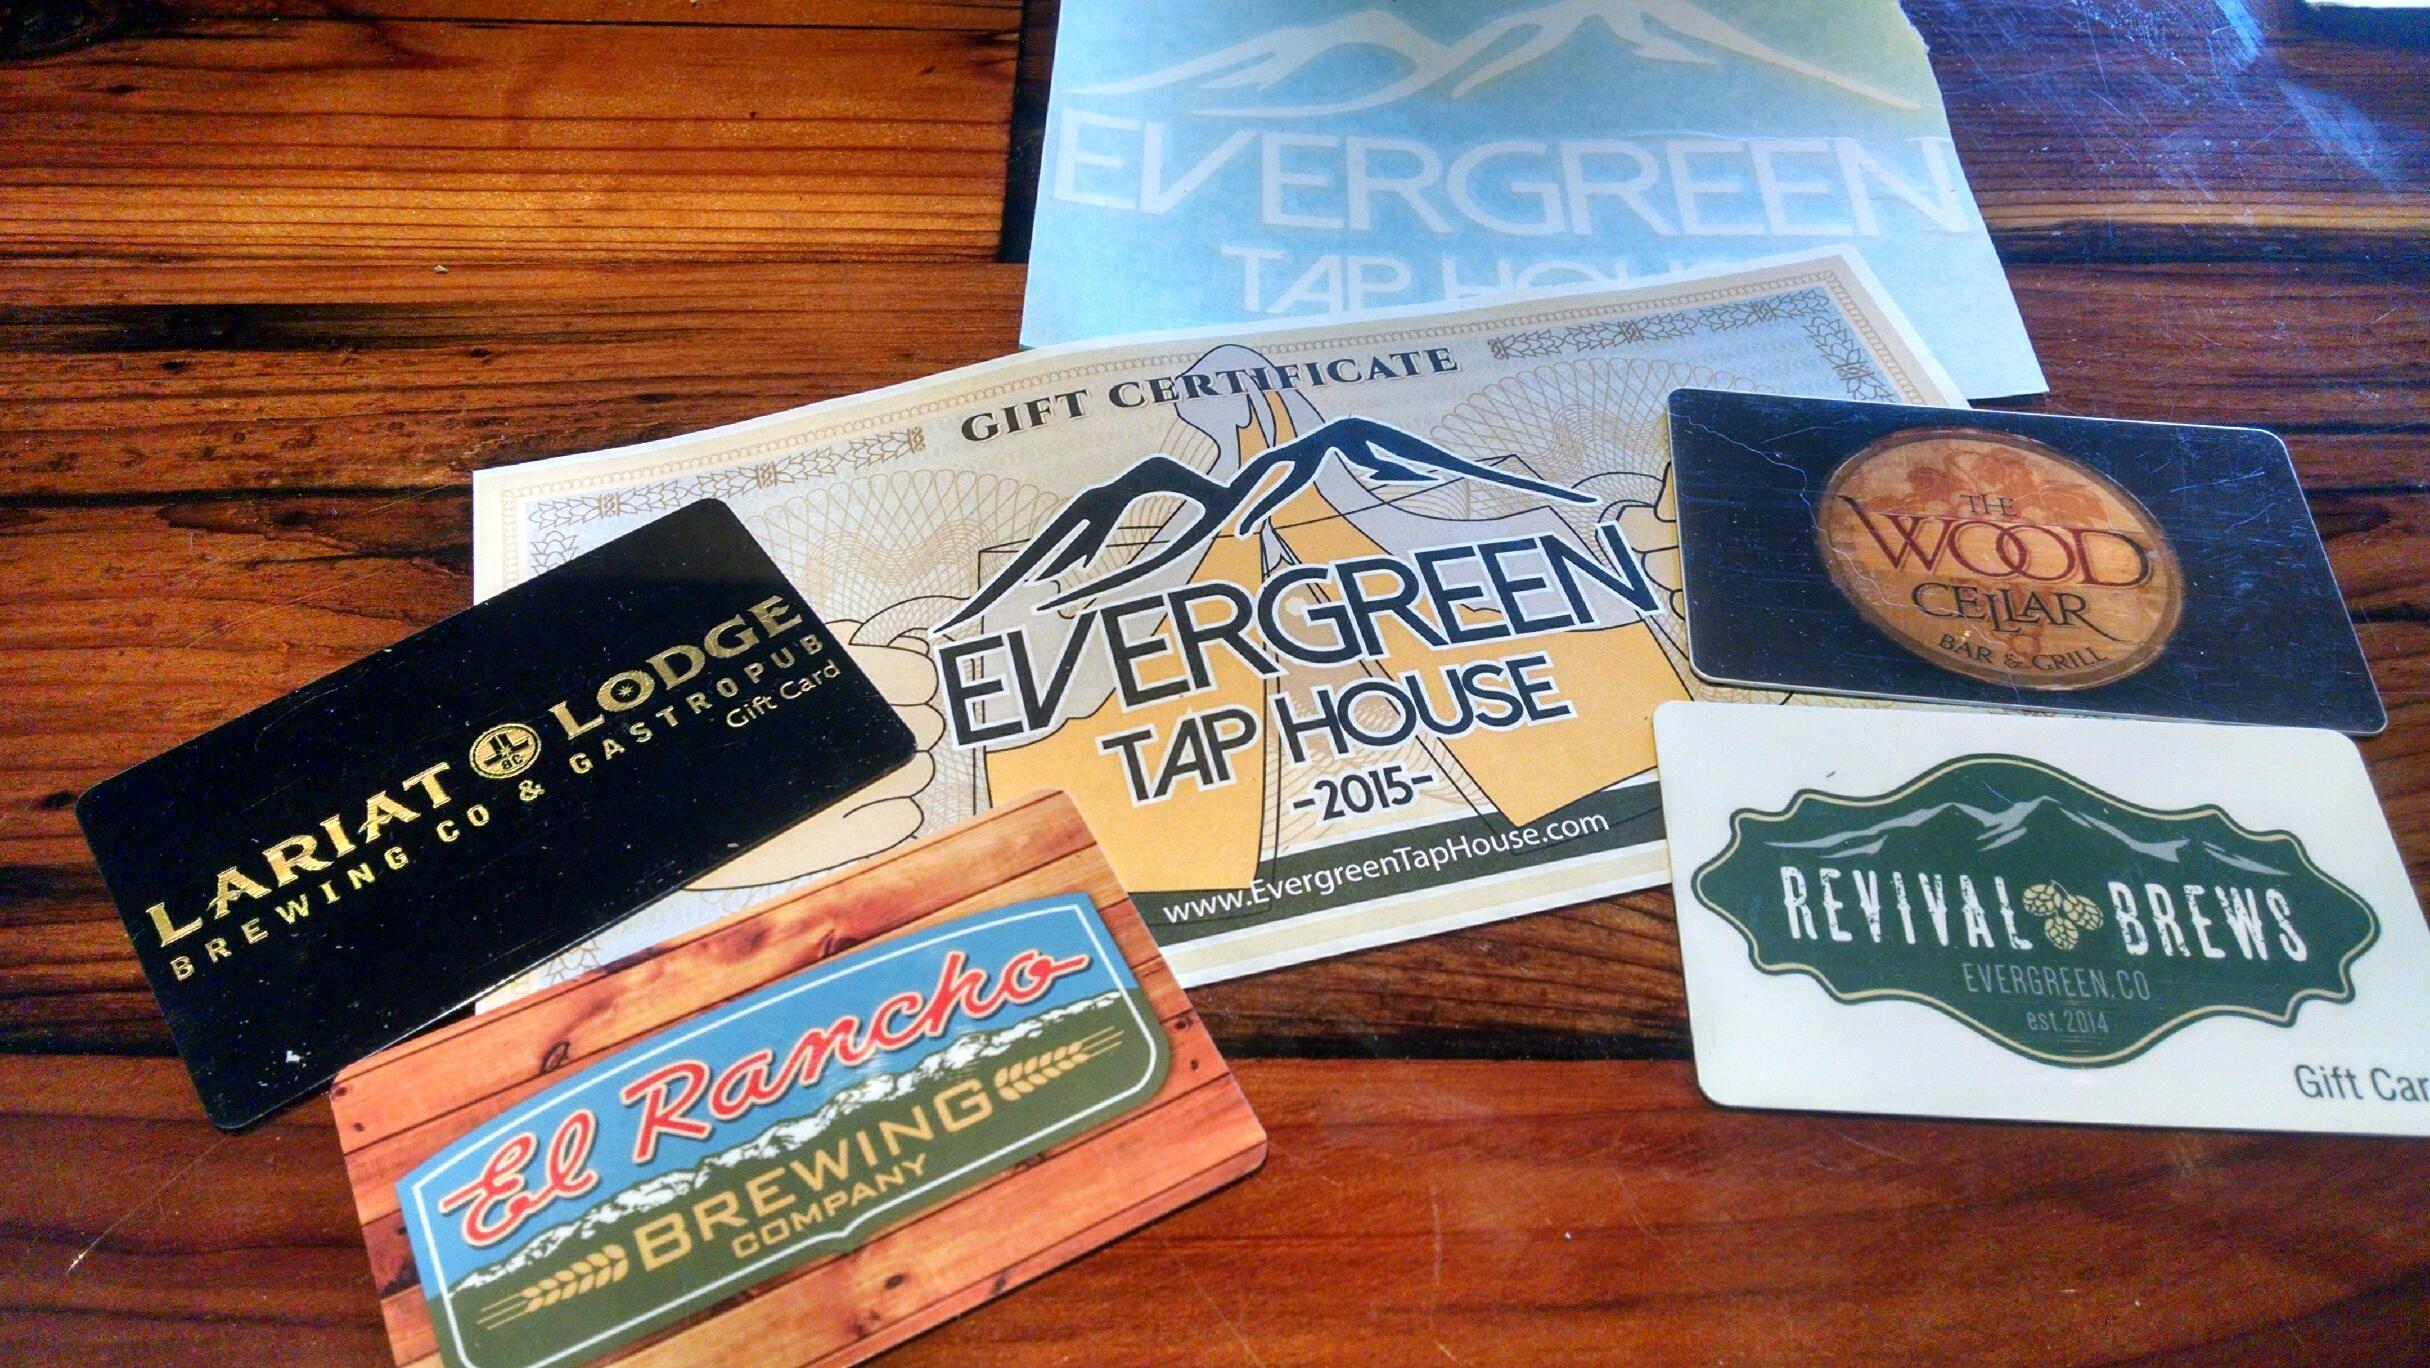 EVERGREEN
TAP HOUSE
GIFT CERTIFICATE
EVERGREEN
TAP HOUSE
-2015-
www.EvergreenTapHouse.com
THE
WOOD
CELLAR
BAR & GRILL
LARIAT LODGE
BREWING CO & GASTROPUB
Gift Card
REVIVAL BREWS
EVERGREEN.CO
est.2014
Gift Car
El Rancho
BREWING
COMPANY